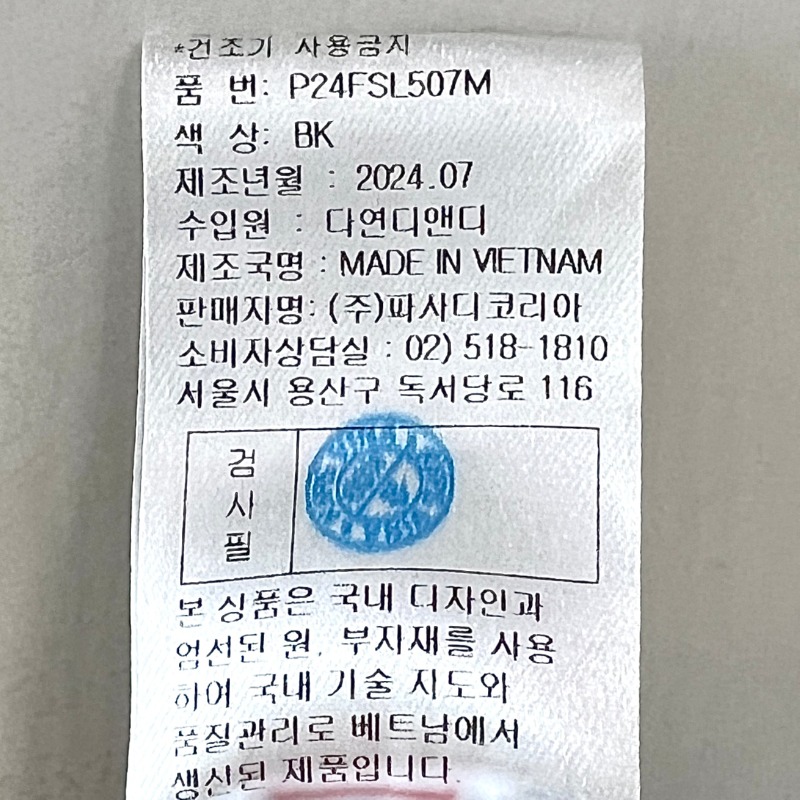 *건조기 사용금지
품 번: P24FSL507M
색 상: BK
제조년월 : 2024.07
수입원 : 다연디앤디
제조국명 : MADE IN VIETNAM
판매자명: (주)파사디코리아
소비자상담실 : 02) 518-1810
서울시 용산구 독서당로 116
검
사
필
본 상품은 국내 디자인과
엄선된 원, 부자재를 사용
하여 국내 기술 지도와
품질관리로 베트남에서
생산된 제품입니다.